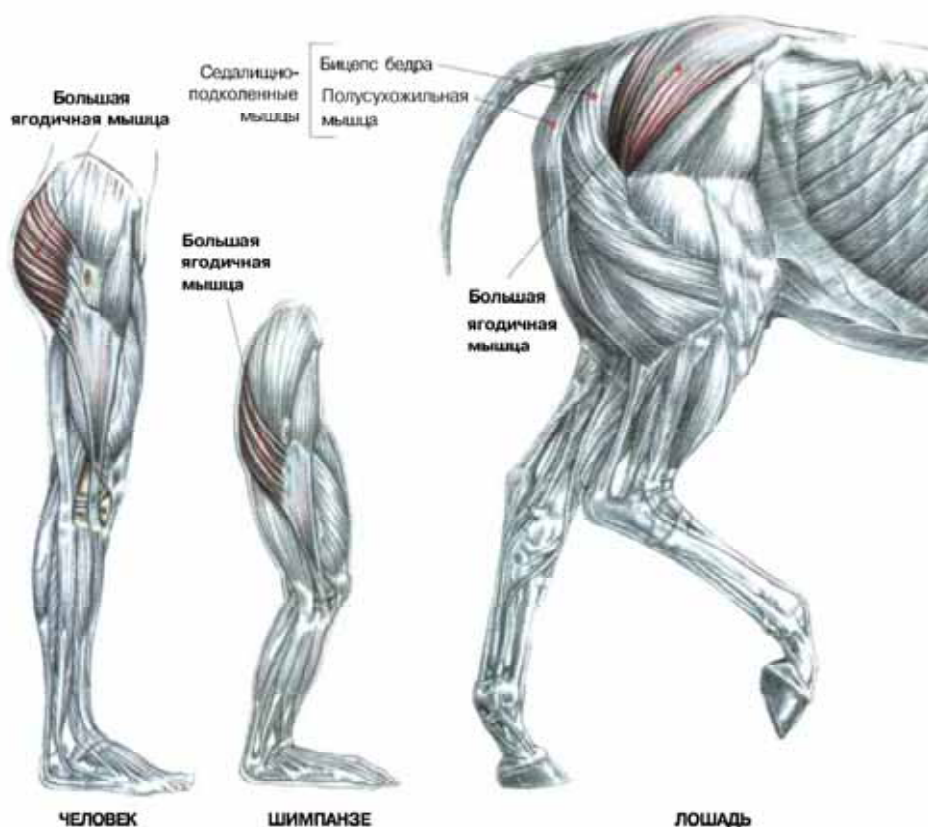 Большая
ягодичная мышца
Седалищно-
подколенные
мышцы
Бицепс бедра
Полусухожильная
мышца
Большая
ягодичная
мышца
Большая
ягодичная
мышца
ЧЕЛОВЕК
ШИМПАНЗЕ
ЛОШАДЬ